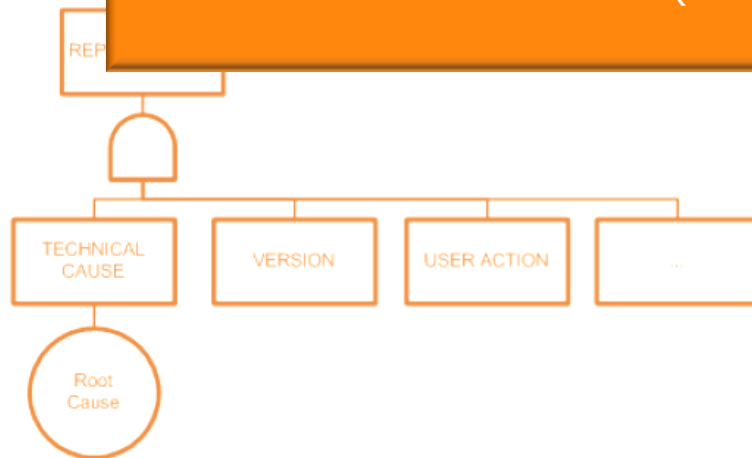 REP
TECHNICAL
CAUSE
VERSION
USER ACTION
...
Root
Cause